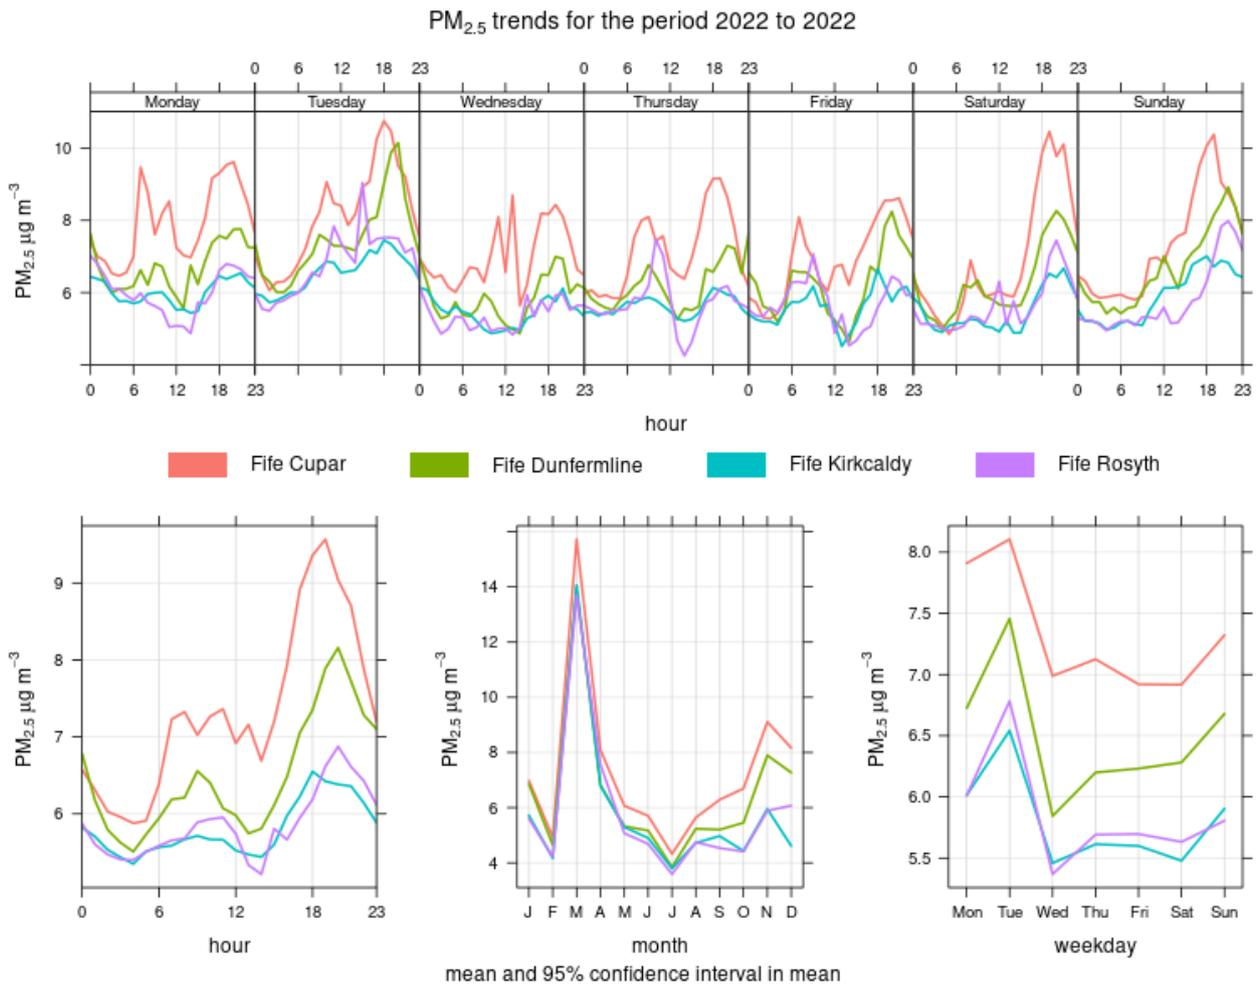 PM2.5 trends for the period 2022 to 2022
0 6 12 18 23 0 6 12 18 23 0 6 12 18 23
Monday Tuesday Wednesday Thursday Friday Saturday Sunday
10
8
6
PM2.5 µg m−3
0 6 12 18 23 0 6 12 18 23 0 6 12 18 23 0 6 12 18 23
hour
Fife Cupar Fife Dunfermline Fife Kirkcaldy Fife Rosyth
9
8
7
6
PM2.5 µg m−3
0 6 12 18 23
hour
14
12
10
8
6
4
PM2.5 µg m−3
J F M A M J J A S O N D
month
8.0
7.5
7.0
6.5
6.0
5.5
PM2.5 µg m−3
Mon Tue Wed Thu Fri Sat Sun
weekday
mean and 95% confidence interval in mean